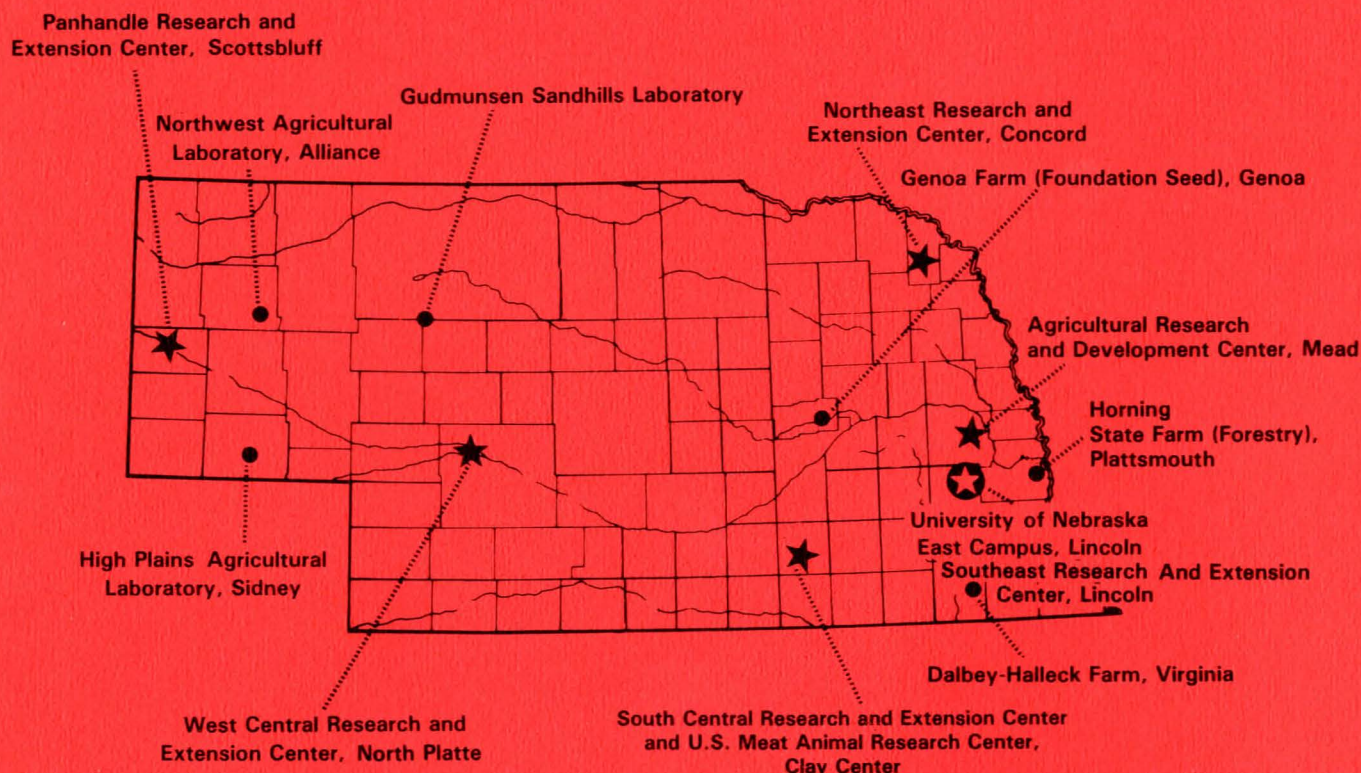 Panhandle Research and
Extension Center, Scottsbluff
Northwest Agricultural
Laboratory, Alliance
Gudmunsen Sandhills Laboratory
Northeast Research and
Extension Center, Concord
Genoa Farm (Foundation Seed), Genoa
Agricultural Research
and Development Center, Mead
Horning
State Farm (Forestry),
Plattsmouth
University of Nebraska
East Campus, Lincoln
Southeast Research And Extension
Center, Lincoln
High Plains Agricultural
Laboratory, Sidney
Dalbey-Halleck Farm, Virginia
West Central Research and
Extension Center, North Platte
South Central Research and Extension Center
and U.S. Meat Animal Research Center,
Clay Center